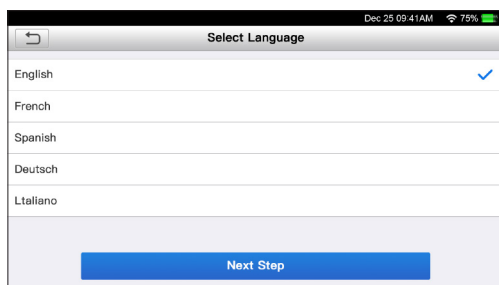 Dec 25 09:41AM 75%
Select Language
English
French
Spanish
Deutsch
Ltaliano
Next Step